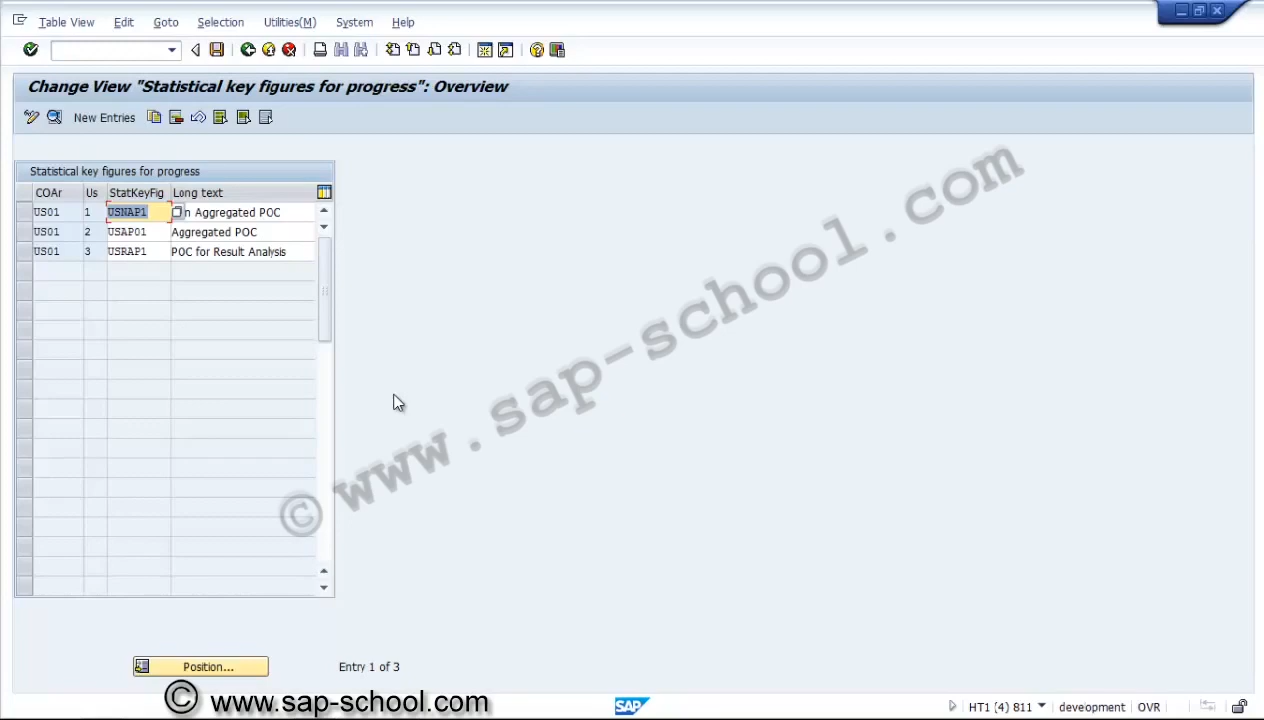 Table View Edit Goto Selection Utilities(M) System Help
Change View "Statistical key figures for progress": Overview
New Entries
Statistical key figures for progress
COAr Us StatKeyFig Long text
US01 1 USNAP1 n Aggregated POC
US01 2 USAP01 Aggregated POC
US01 3 USRAP1 POC for Result Analysis
© www.sap-school.com
Position... Entry 1 of 3
© www.sap-school.com
SAP
HT1 (4) 811 development OVR